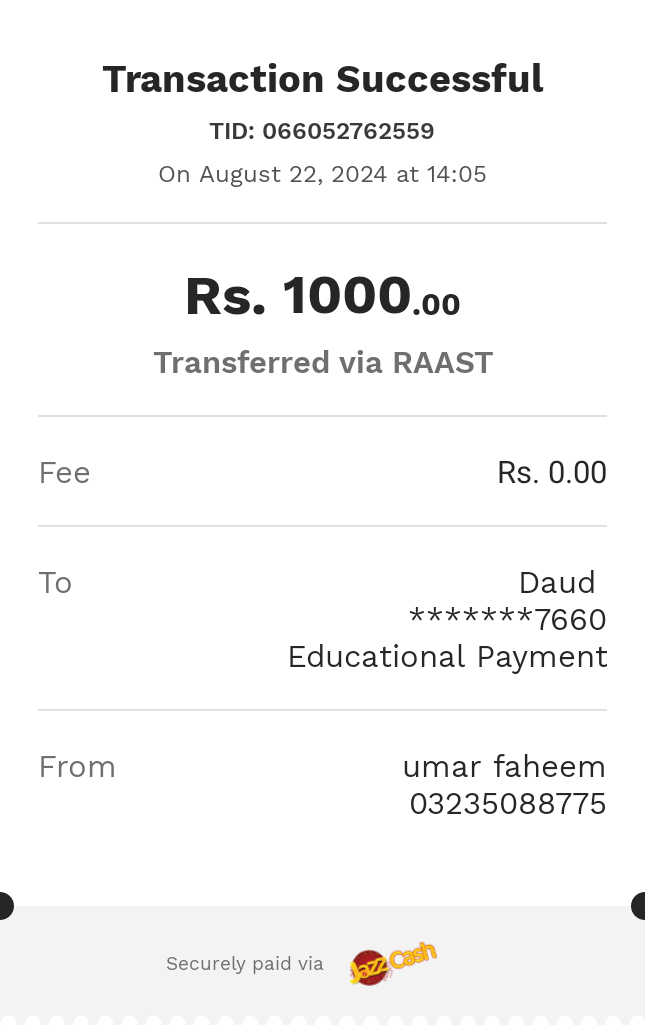 Transaction Successful
TID: 066052762559
On August 22, 2024 at 14:05
Rs. 1000.00
Transferred via RAAST
Fee Rs. 0.00
To Daud
*******7660
Educational Payment
From umar faheem
03235088775
Securely paid via JazzCash